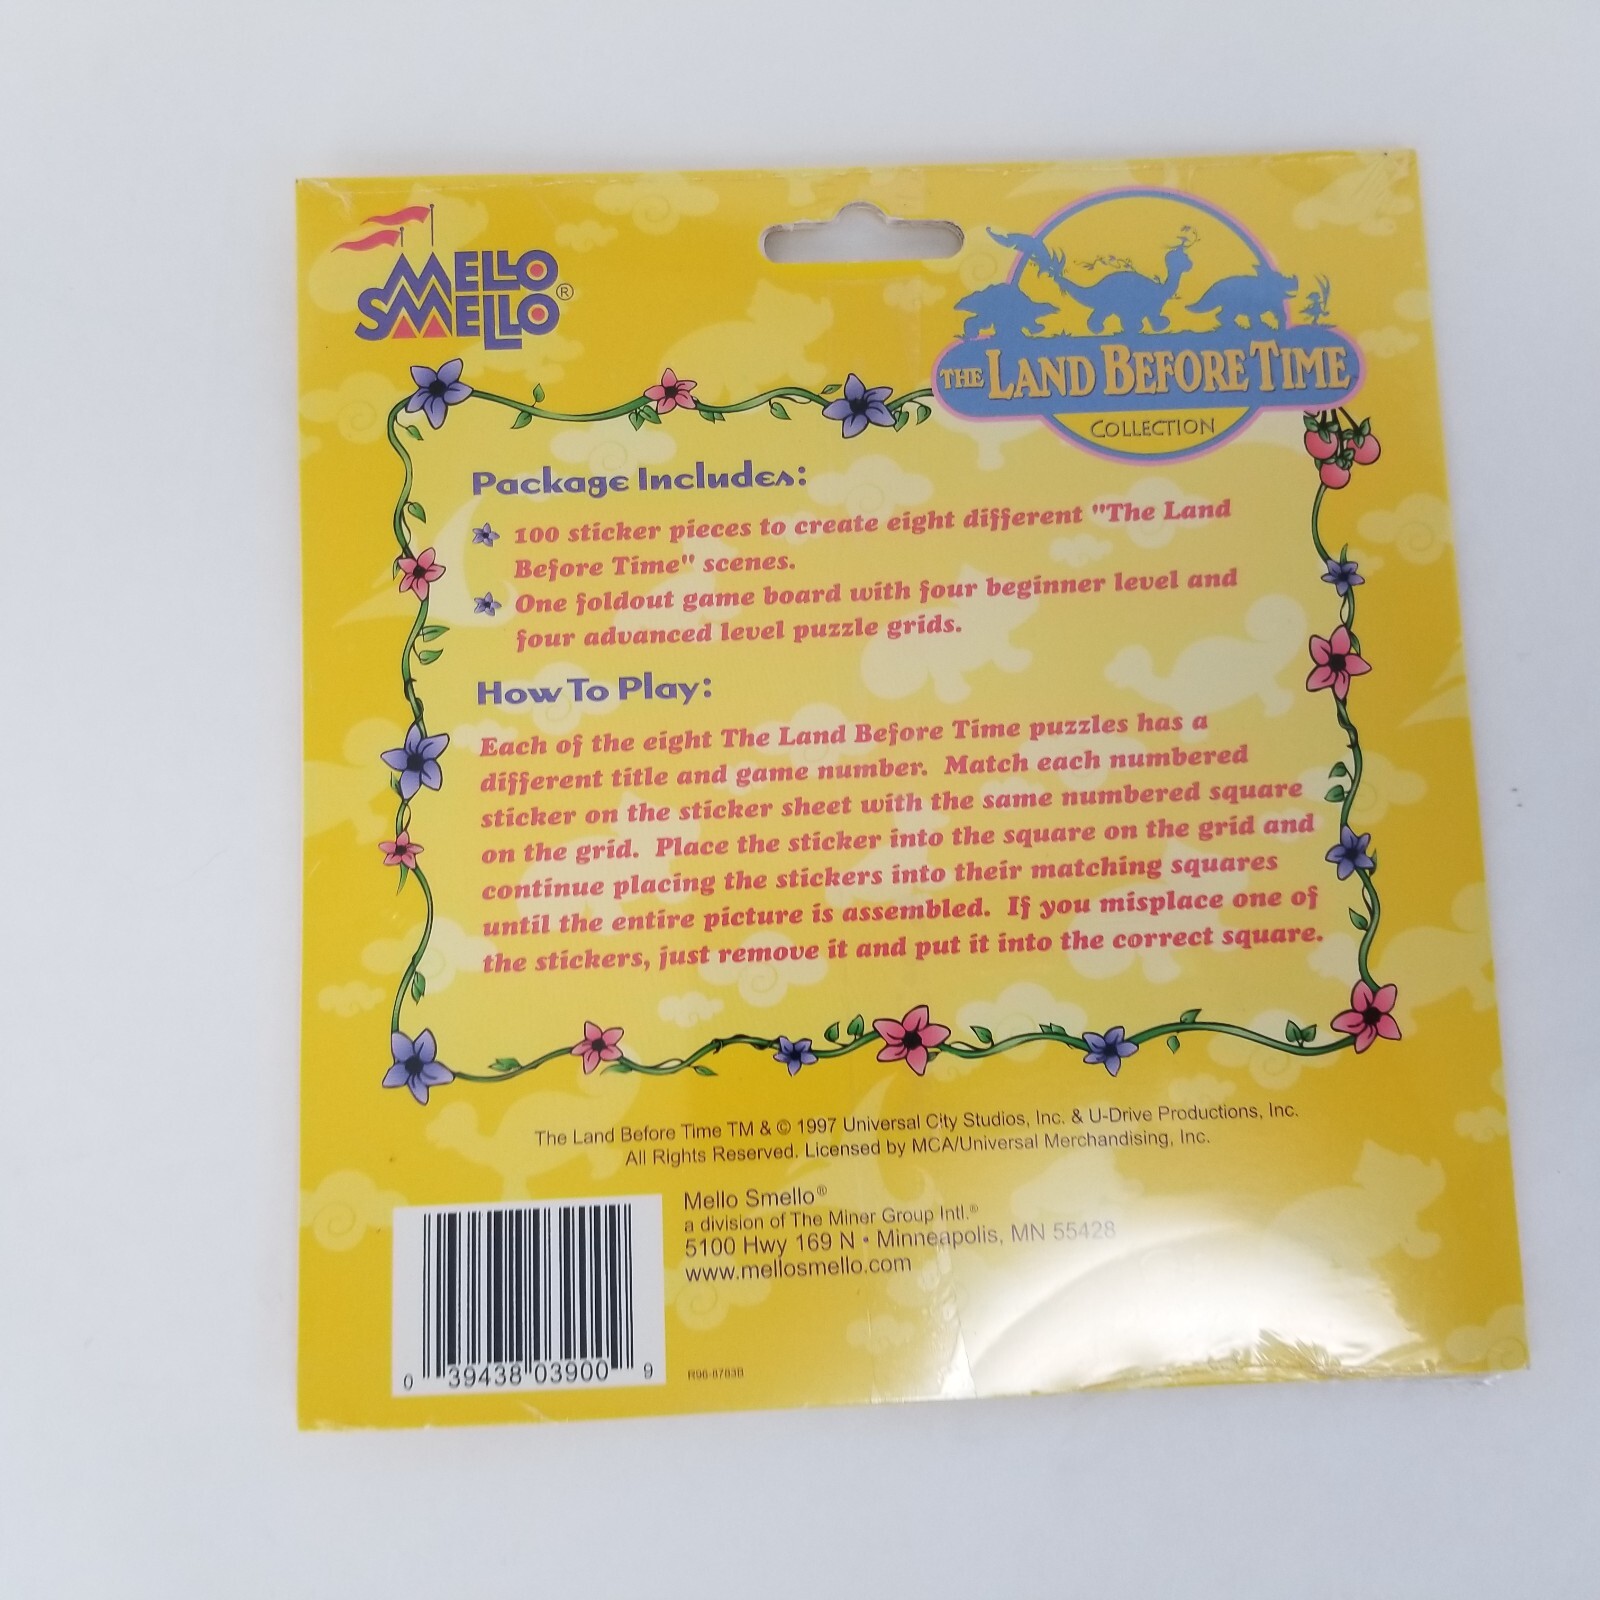 MELLO
SMELLO®
THE LAND BEFORE TIME
COLLECTION
Package Includes:
100 sticker pieces to create eight different "The Land
Before Time" scenes.
One foldout game board with four beginner level and
four advanced level puzzle grids.
How To Play:
Each of the eight The Land Before Time puzzles has a
different title and game number. Match each numbered
sticker on the sticker sheet with the same numbered square
on the grid. Place the sticker into the square on the grid and
continue placing the stickers into their matching squares
until the entire picture is assembled. If you misplace one of
the stickers, just remove it and put it into the correct square.
The Land Before Time TM & © 1997 Universal City Studios, Inc. & U-Drive Productions, Inc.
All Rights Reserved. Licensed by MCA/Universal Merchandising, Inc.
Mello Smello®
a division of The Miner Group Intl.®
5100 Hwy 169 N • Minneapolis, MN 55428
www.mellosmello.com
0 39438 03900 9
R96-8783B